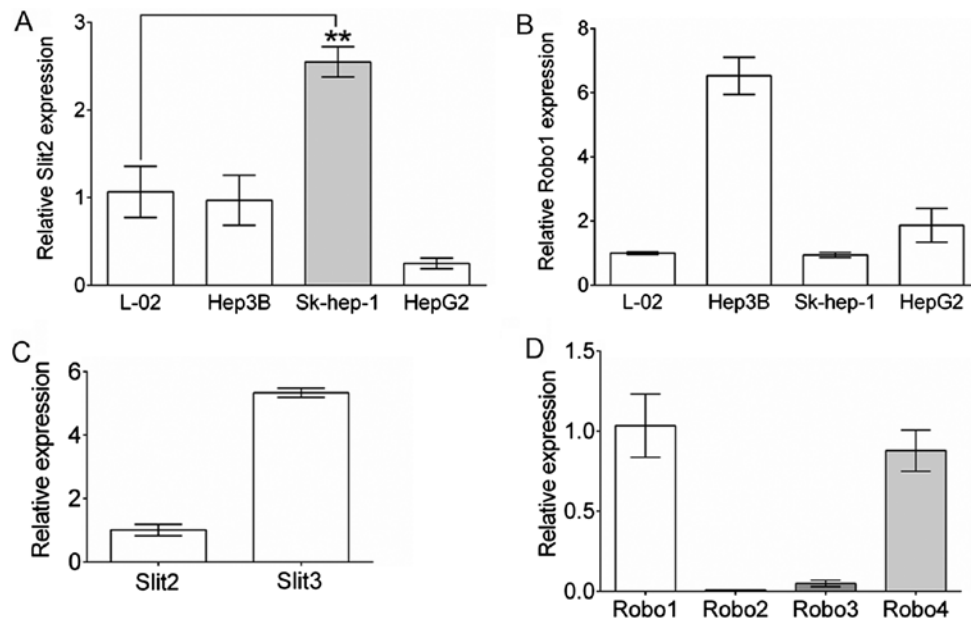 A
Relative Slit2 expression
3
2
1
0
**
L-02 Hep3B Sk-hep-1 HepG2
B
Relative Robo1 expression
8
6
4
2
0
L-02 Hep3B Sk-hep-1 HepG2
C
Relative expression
6
4
2
0
Slit2 Slit3
D
Relative expression
1.5
1.0
0.5
0.0
Robo1 Robo2 Robo3 Robo4